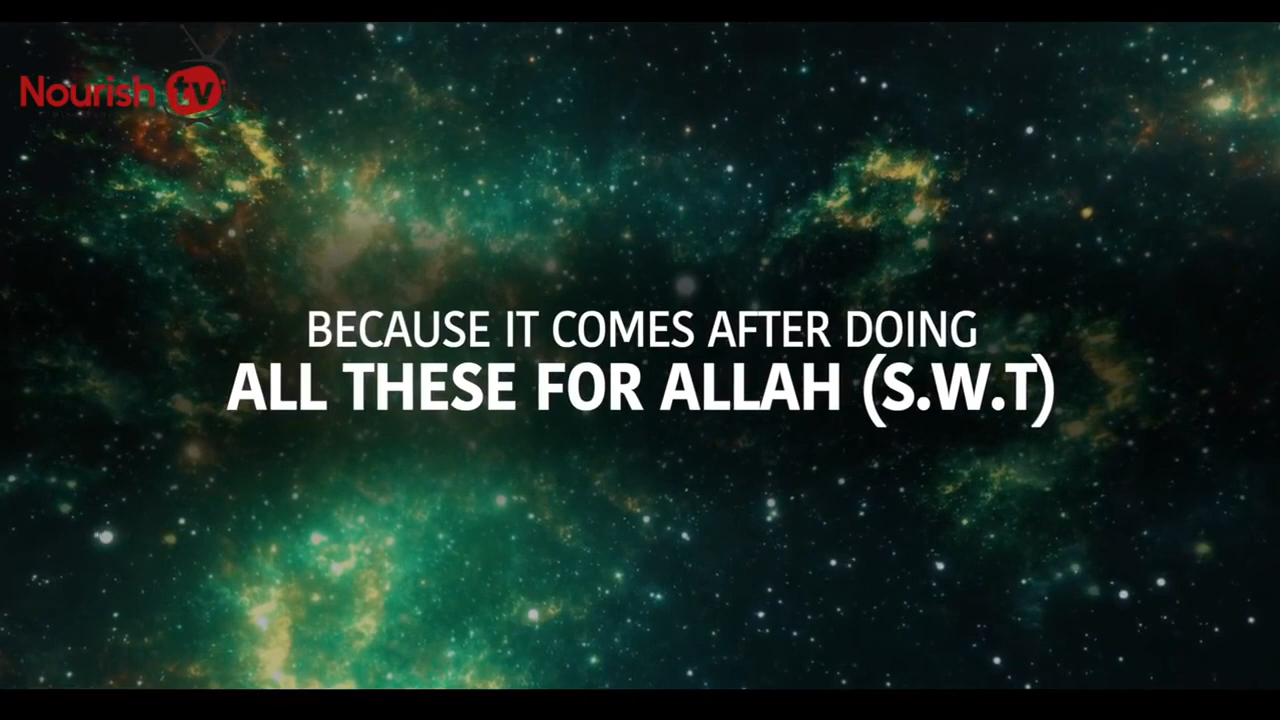 Nourish tv
BECAUSE IT COMES AFTER DOING
ALL THESE FOR ALLAH (S.W.T)